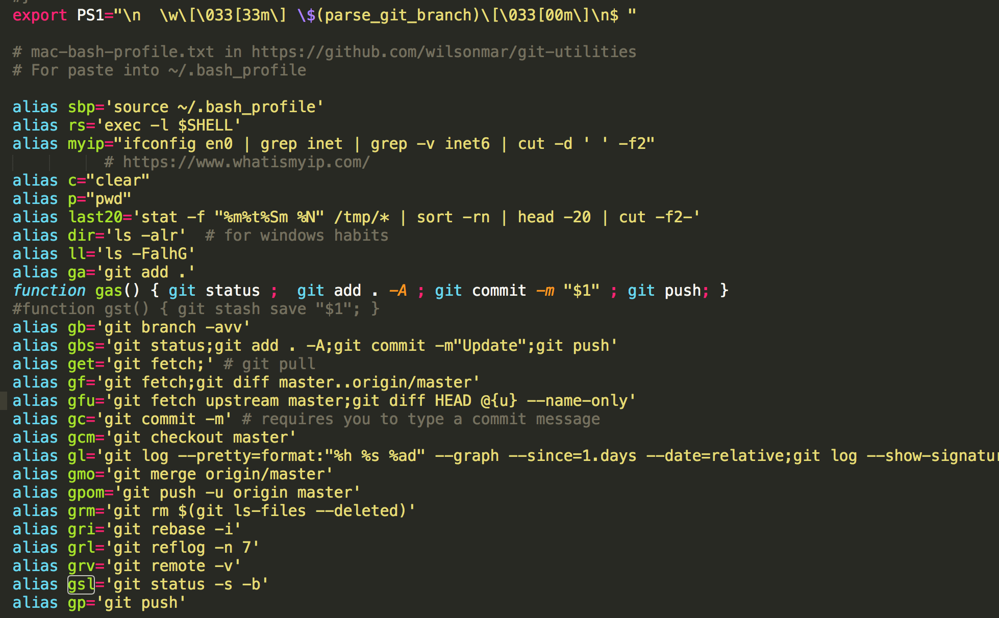 export PS1="\n  \w\[\033[33m\] \$(parse_git_branch)\[\033[00m\]\n$ "
# mac-bash-profile.txt in https://github.com/wilsonmar/git-utilities
# For paste into ~/.bash_profile
alias sbp='source ~/.bash_profile'
alias rs='exec -l $SHELL'
alias myip="ifconfig en0 | grep inet | grep -v inet6 | cut -d ' ' -f2"
# https://www.whatismyip.com/
alias c="clear"
alias p="pwd"
alias last20='stat -f "%m%t%Sm %N" /tmp/* | sort -rn | head -20 | cut -f2-'
alias dir='ls -alr'  # for windows habits
alias ll='ls -FalhG'
alias ga='git add .'
function gas() { git status ;  git add . -A ; git commit -m "$1" ; git push; }
#function gst() { git stash save "$1"; }
alias gb='git branch -avv'
alias gbs='git status;git add . -A;git commit -m"Update";git push'
alias get='git fetch;' # git pull
alias gf='git fetch;git diff master..origin/master'
alias gfu='git fetch upstream master;git diff HEAD @{u} --name-only'
alias gc='git commit -m' # requires you to type a commit message
alias gcm='git checkout master'
alias gl='git log --pretty=format:"%h %s %ad" --graph --since=1.days --date=relative;git log --show-signatur
alias gmo='git merge origin/master'
alias gpom='git push -u origin master'
alias grm='git rm $(git ls-files --deleted)'
alias gri='git rebase -i'
alias grl='git reflog -n 7'
alias grv='git remote -v'
alias gsl='git status -s -b'
alias gp='git push'